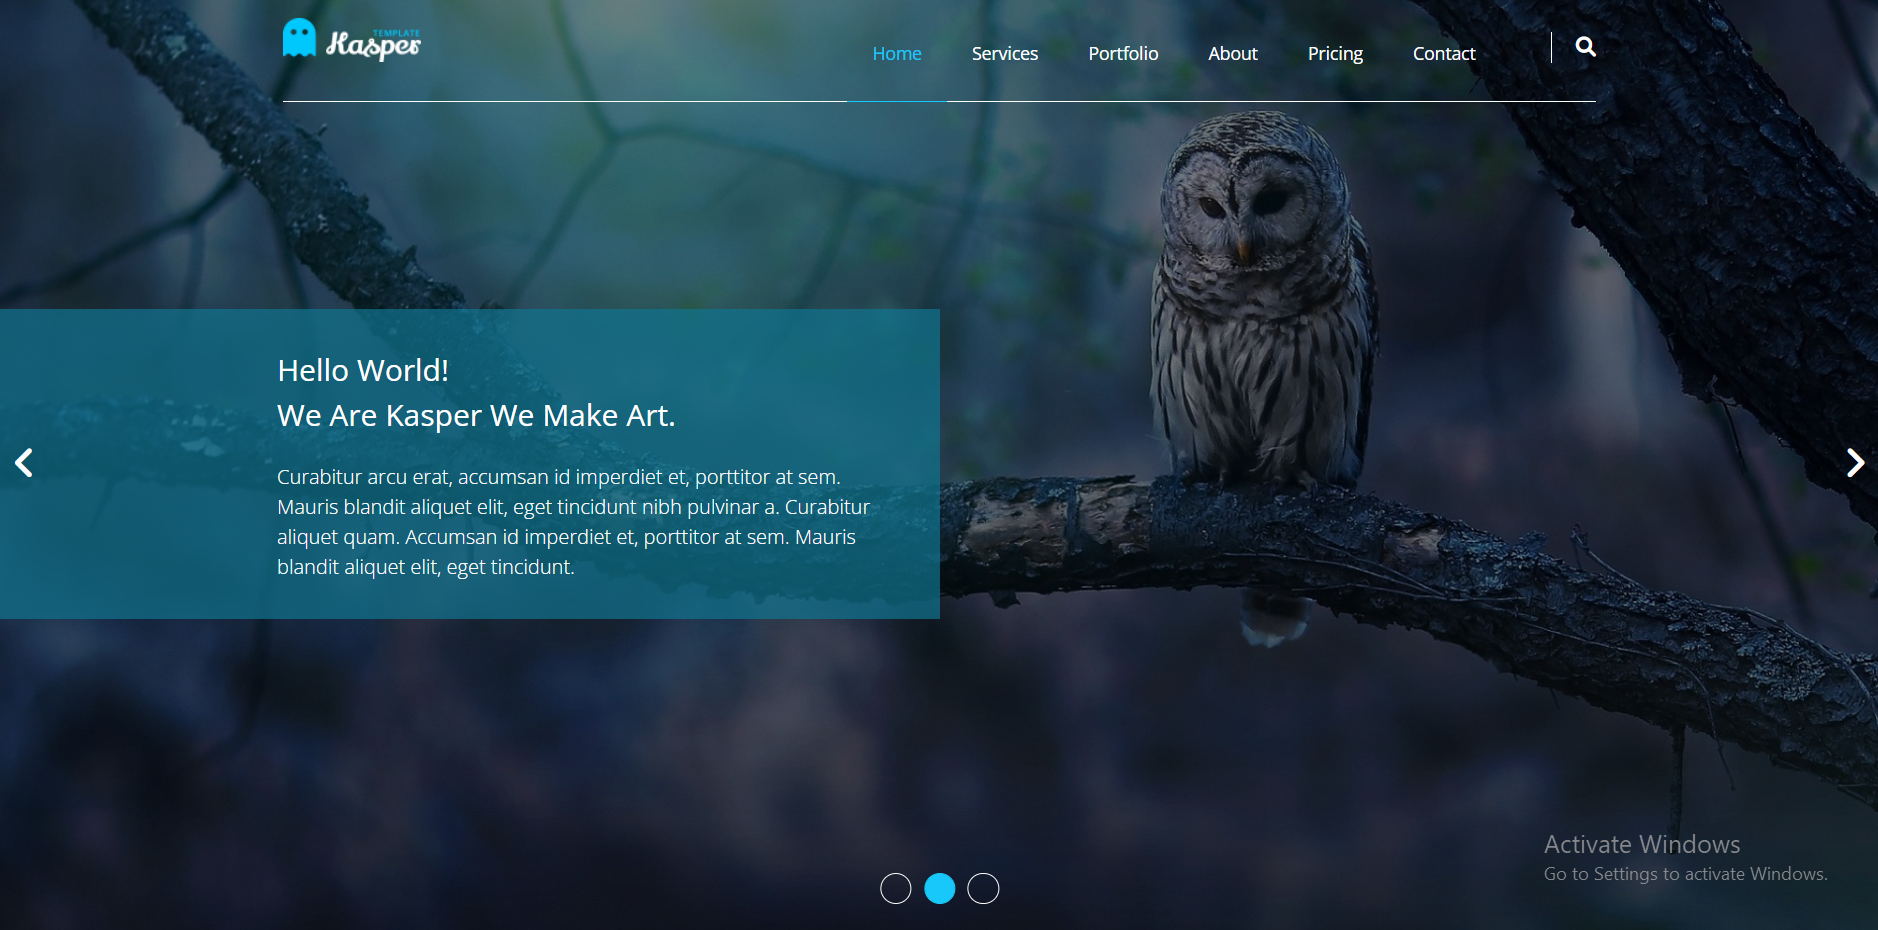 TEMPLATE
Kasper
Home Services Portfolio About Pricing Contact
Hello World!
We Are Kasper We Make Art.
Curabitur arcu erat, accumsan id imperdiet et, porttitor at sem.
Mauris blandit aliquet elit, eget tincidunt nibh pulvinar a. Curabitur
aliquet quam. Accumsan id imperdiet et, porttitor at sem. Mauris
blandit aliquet elit, eget tincidunt.
Activate Windows
Go to Settings to activate Windows.